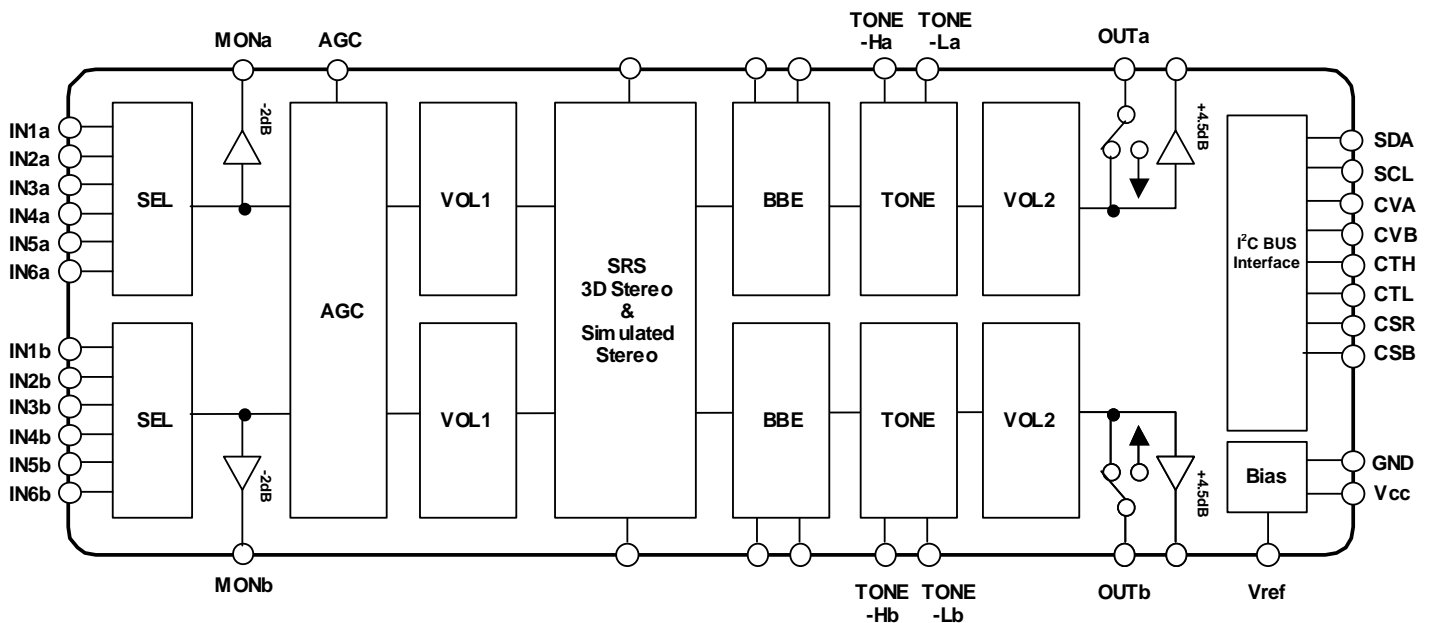 MONa
AGC
TONE
-Ha
TONE
-La
OUTa
IN1a
IN2a
IN3a
IN4a
IN5a
IN6a
SEL
-2dB
VOL1
BBE
TONE
VOL2
+4.5dB
I²C BUS
Interface
SDA
SCL
CVA
CVB
CTH
CTL
CSR
CSB
AGC
SRS
3D Stereo
&
Simulated
Stereo
IN1b
IN2b
IN3b
IN4b
IN5b
IN6b
SEL
-2dB
VOL1
BBE
TONE
VOL2
+4.5dB
Bias
GND
Vcc
MONb
TONE
-Hb
TONE
-Lb
OUTb
Vref